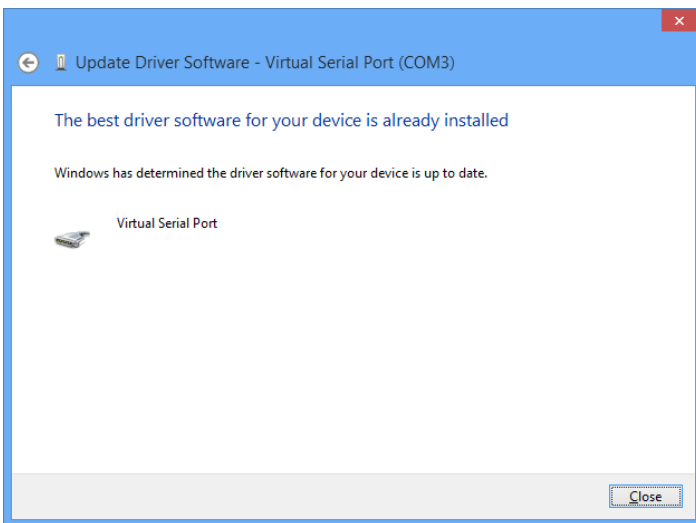 Update Driver Software - Virtual Serial Port (COM3)
The best driver software for your device is already installed
Windows has determined the driver software for your device is up to date.
Virtual Serial Port
Close